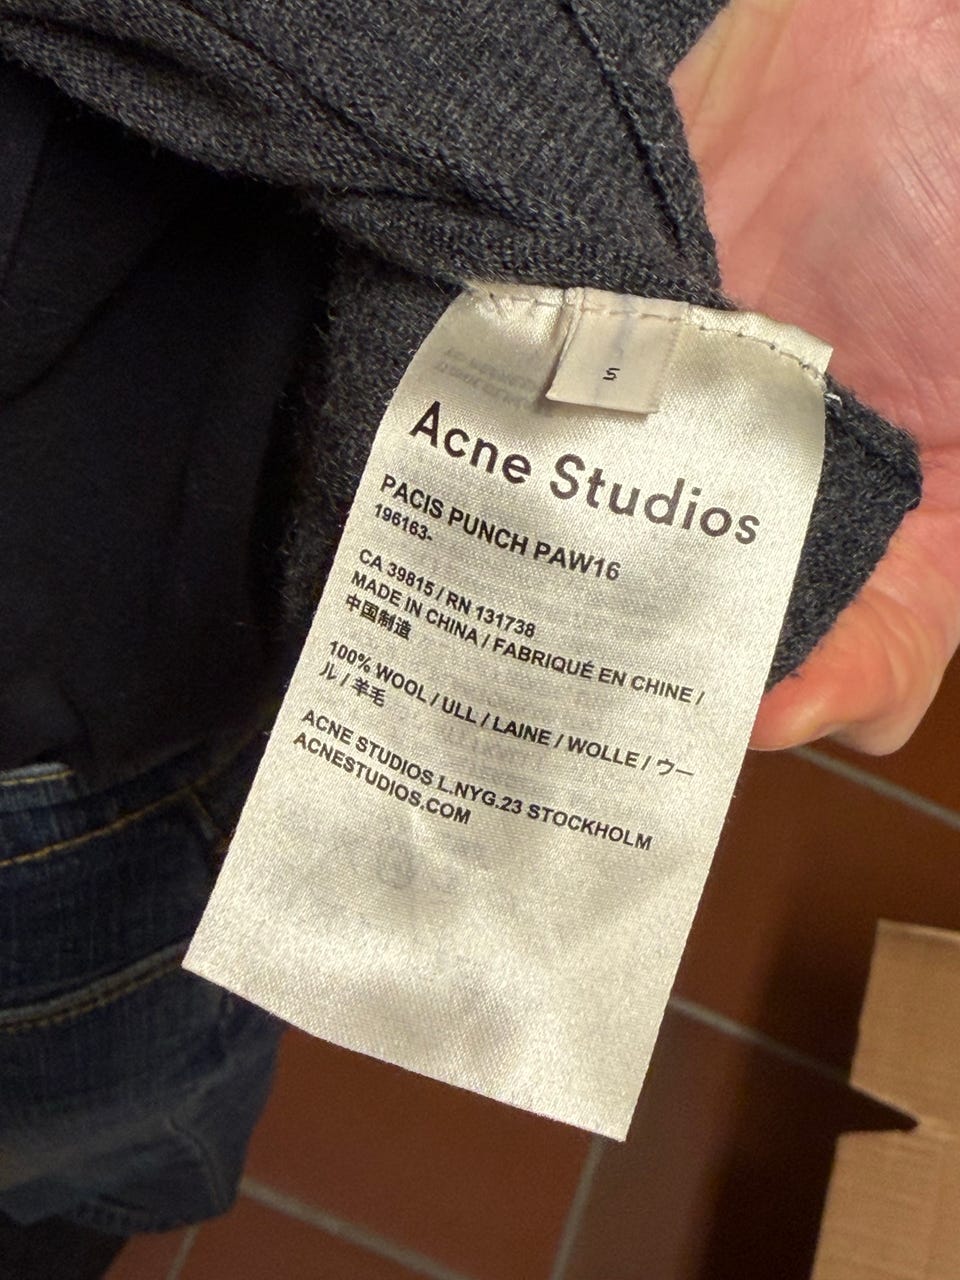 S
Acne Studios
PACIS PUNCH PAW16
196163-
CA 39815 / RN 131738
MADE IN CHINA / FABRIQUÉ EN CHINE /
中国制造
100% WOOL / ULL / LAINE / WOLLE / ウー
ル / 羊毛
ACNE STUDIOS L.NYG.23 STOCKHOLM
ACNESTUDIOS.COM